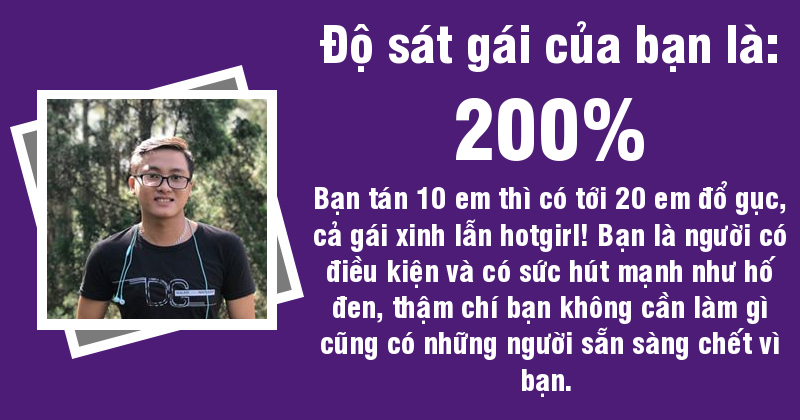 Độ sát gái của bạn là:
200%
Bạn tán 10 em thì có tới 20 em đổ gục,
cả gái xinh lẫn hotgirl! Bạn là người có
điều kiện và có sức hút mạnh như hố
đen, thậm chí bạn không cần làm gì
cũng có những người sẵn sàng chết vì
bạn.